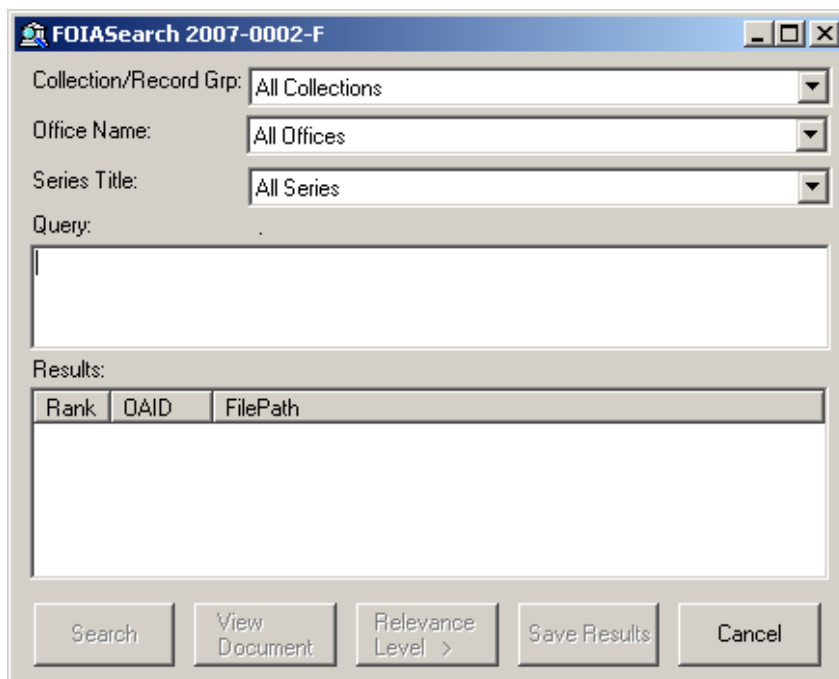 FOIASearch 2007-0002-F
Collection/Record Grp: All Collections
Office Name: All Offices
Series Title: All Series
Query: .
Results:
Rank OAID FilePath
Search View Document Relevance Level > Save Results Cancel